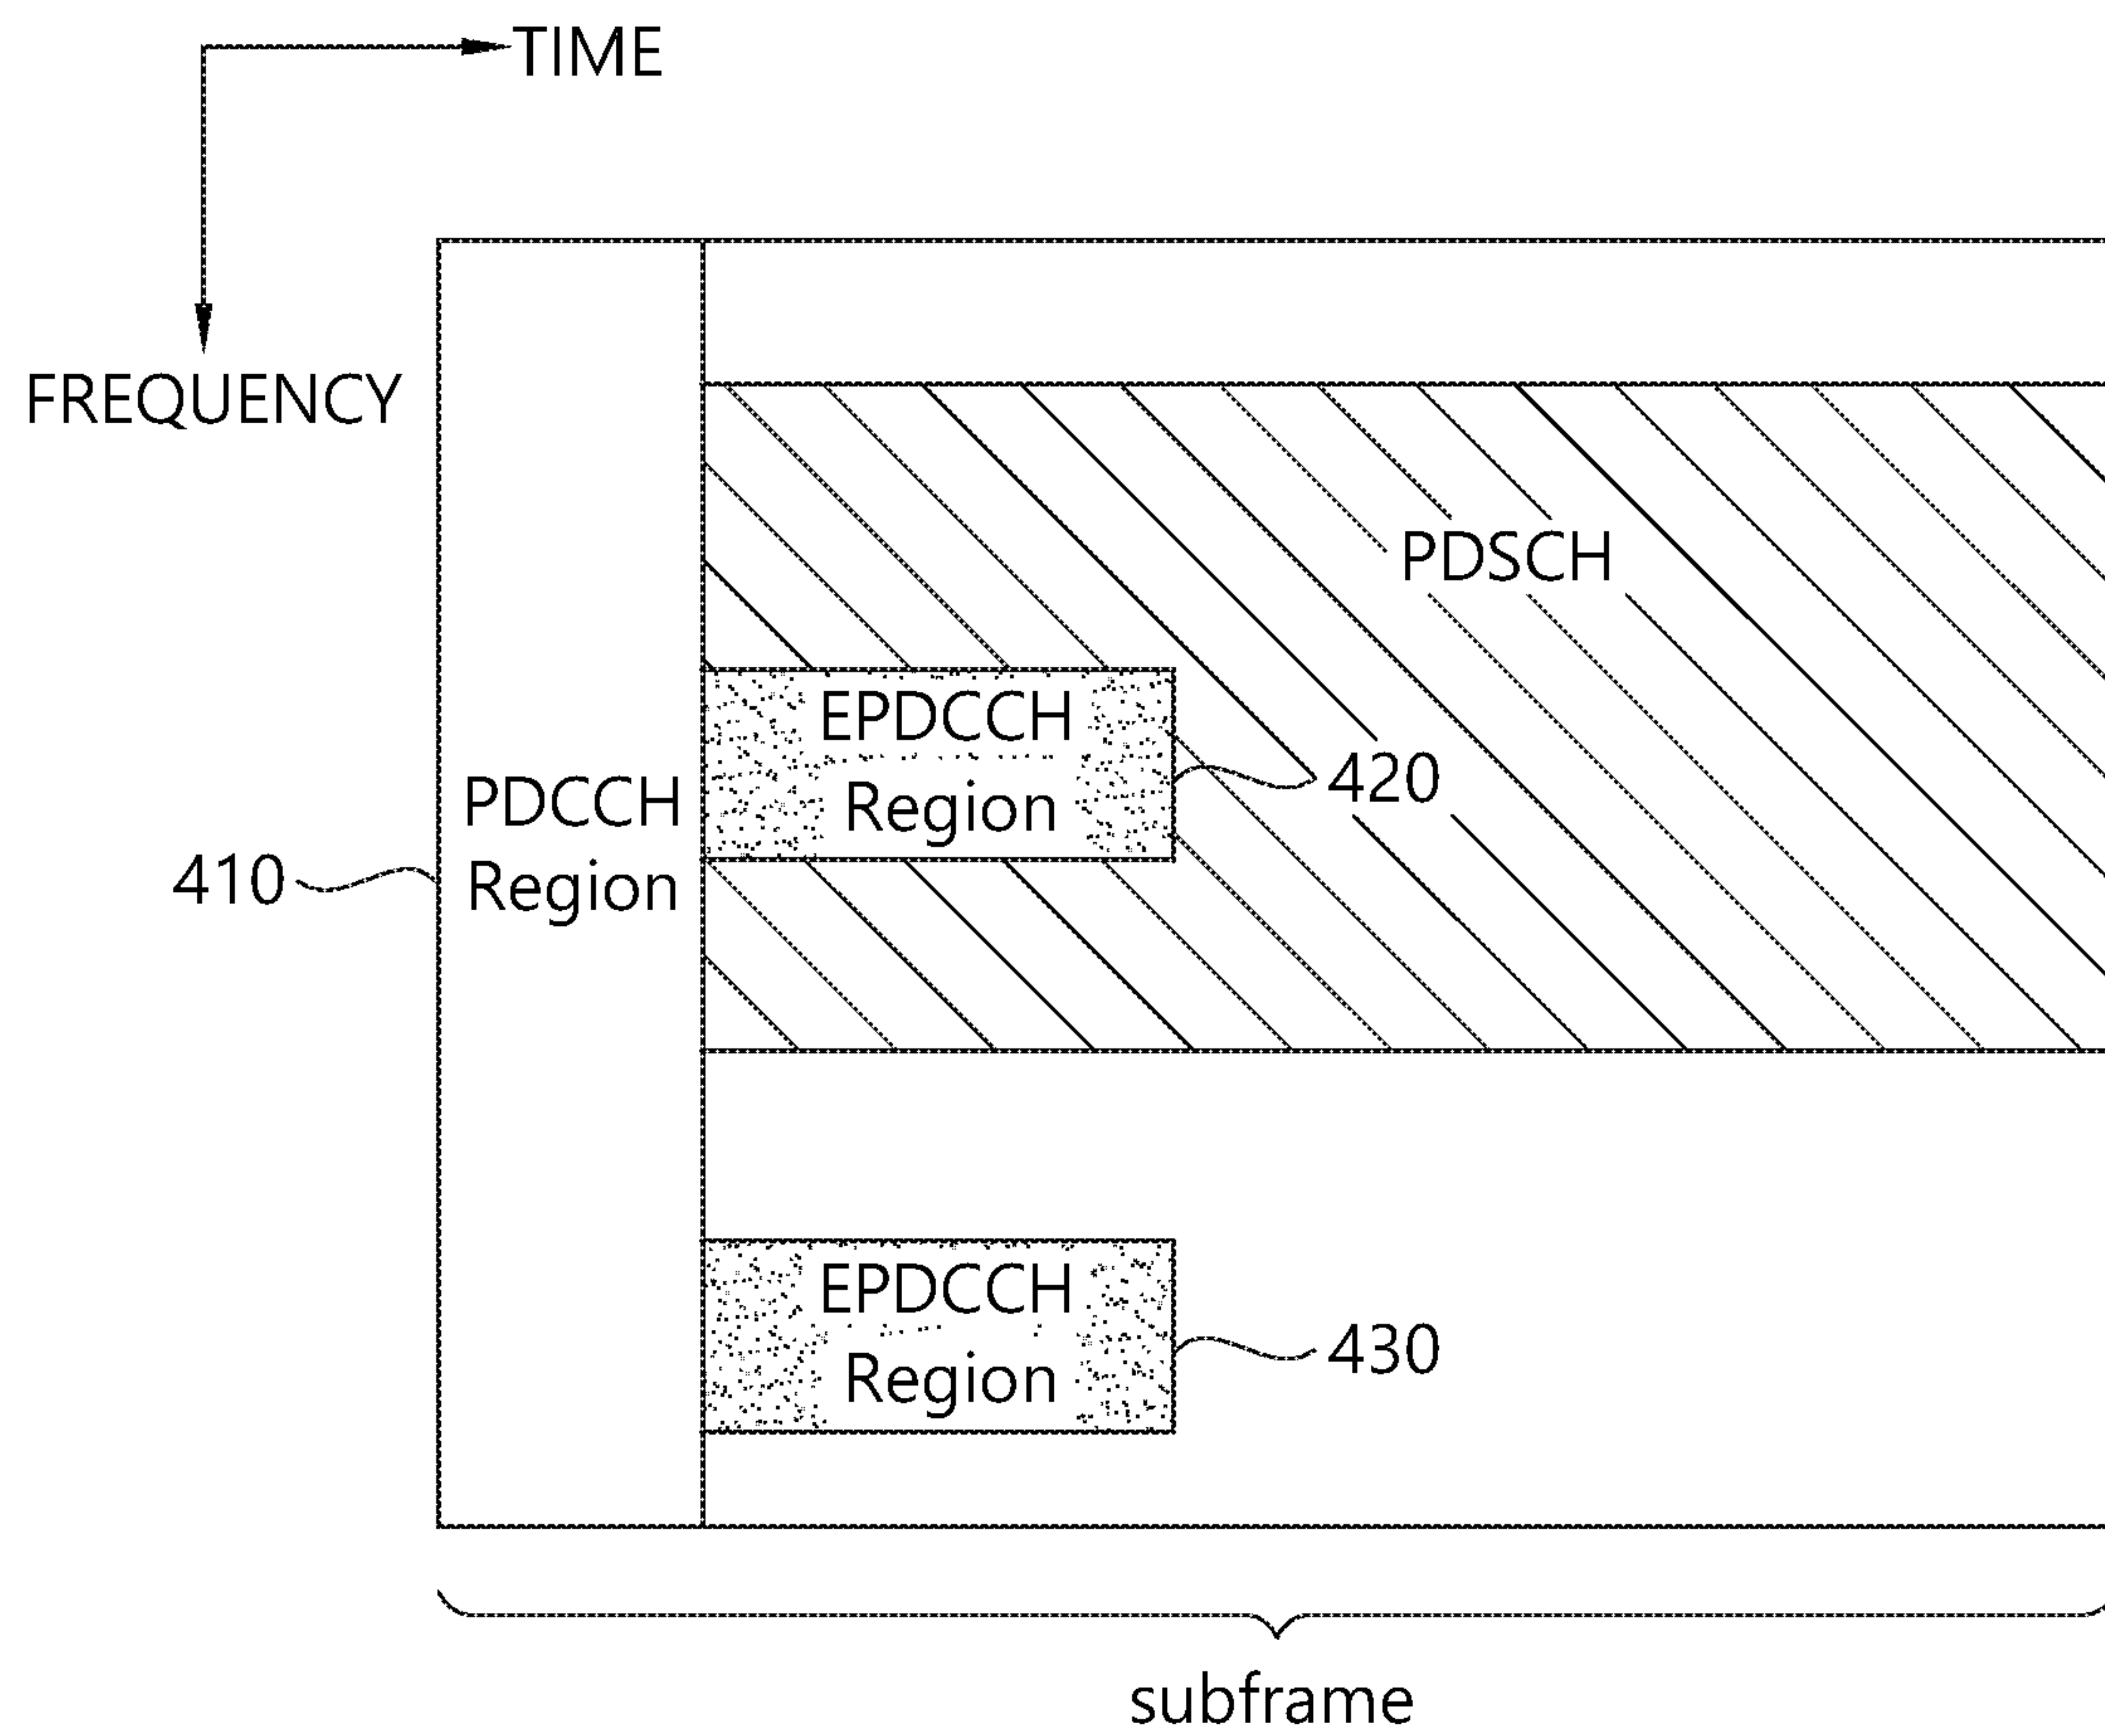 TIME
FREQUENCY
PDSCH
EPDCCH
Region
420
PDCCH
Region
410
EPDCCH
Region
430
subframe